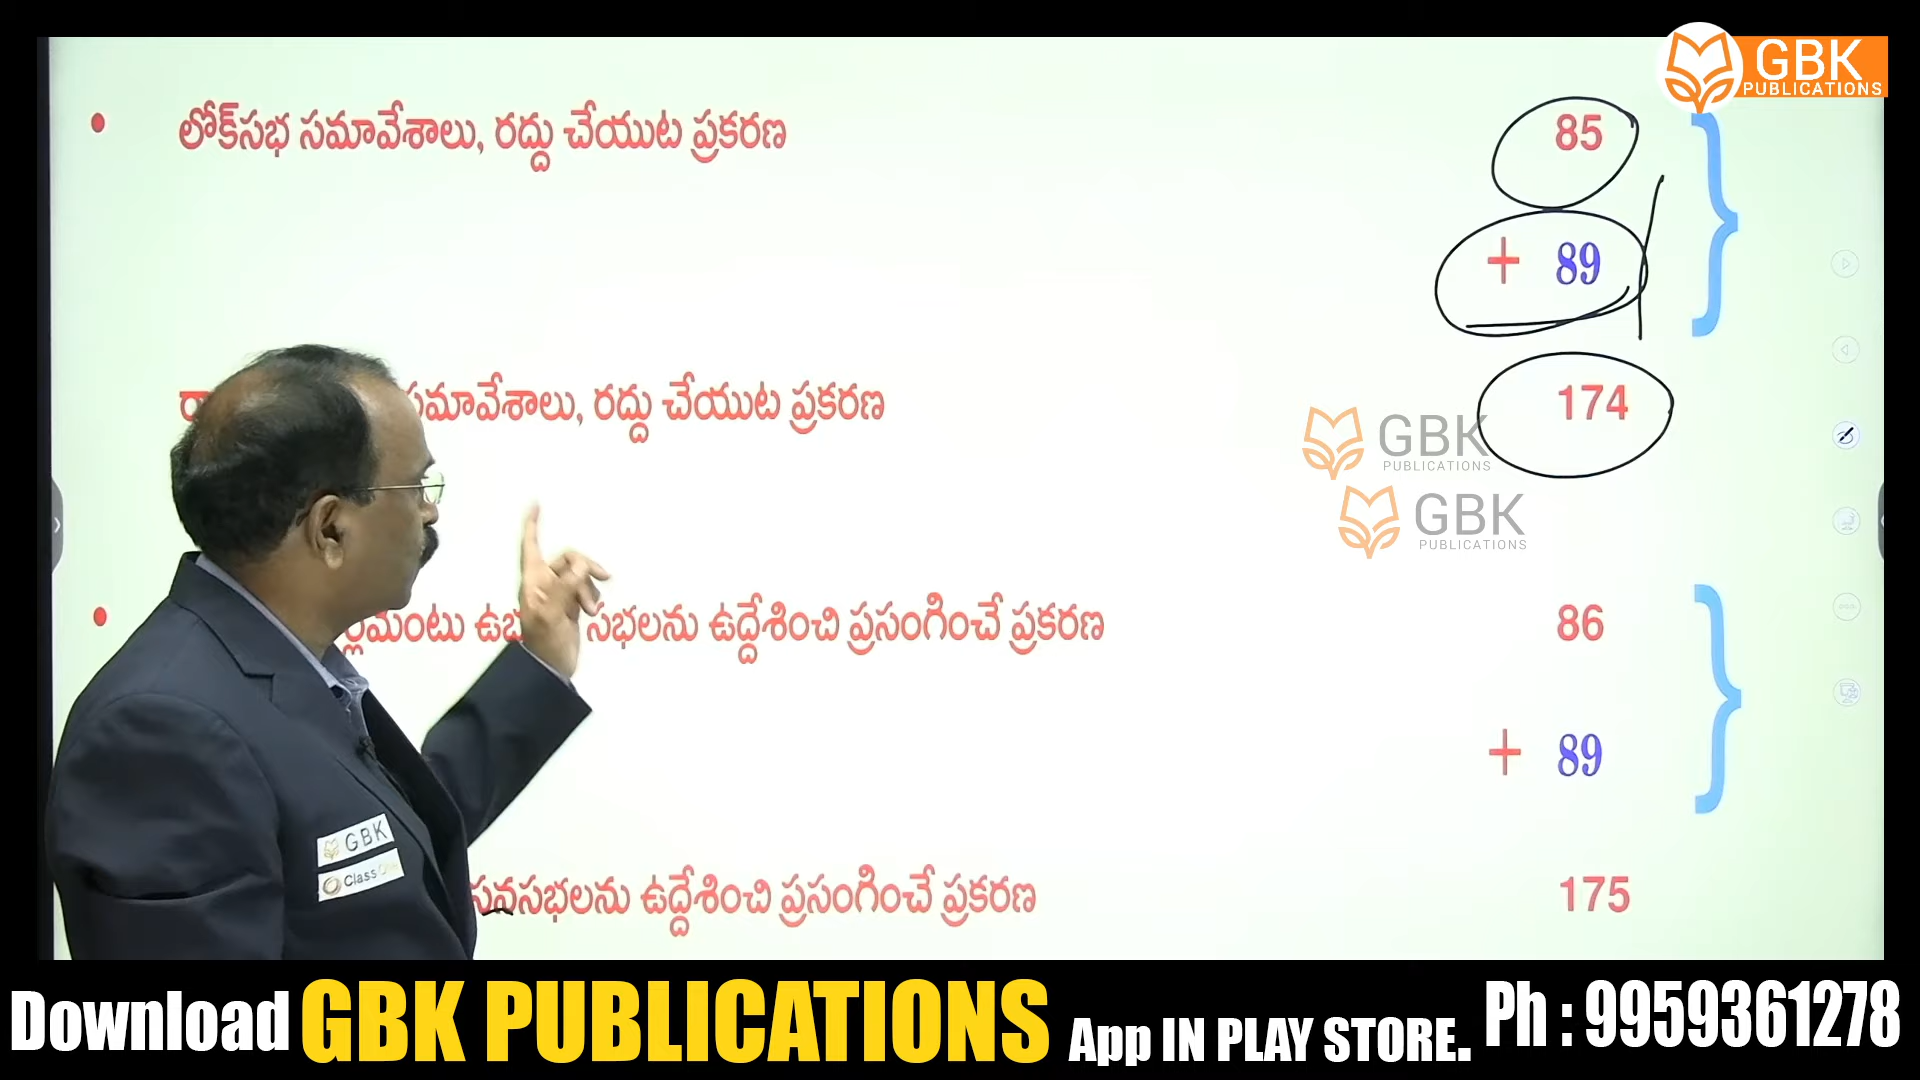 GBK
PUBLICATIONS
• లోక్‌సభ సమావేశాలు, రద్దు చేయుట ప్రకరణ 85
+ 89
సమావేశాలు, రద్దు చేయుట ప్రకరణ 174
GBK
PUBLICATIONS
GBK
PUBLICATIONS
• సభలను ఉద్దేశించి ప్రసంగించే ప్రకరణ 86
+ 89
ఉద్దేశించి ప్రసంగించే ప్రకరణ 175
GBK
Class
Download GBK PUBLICATIONS App IN PLAY STORE. Ph : 9959361278